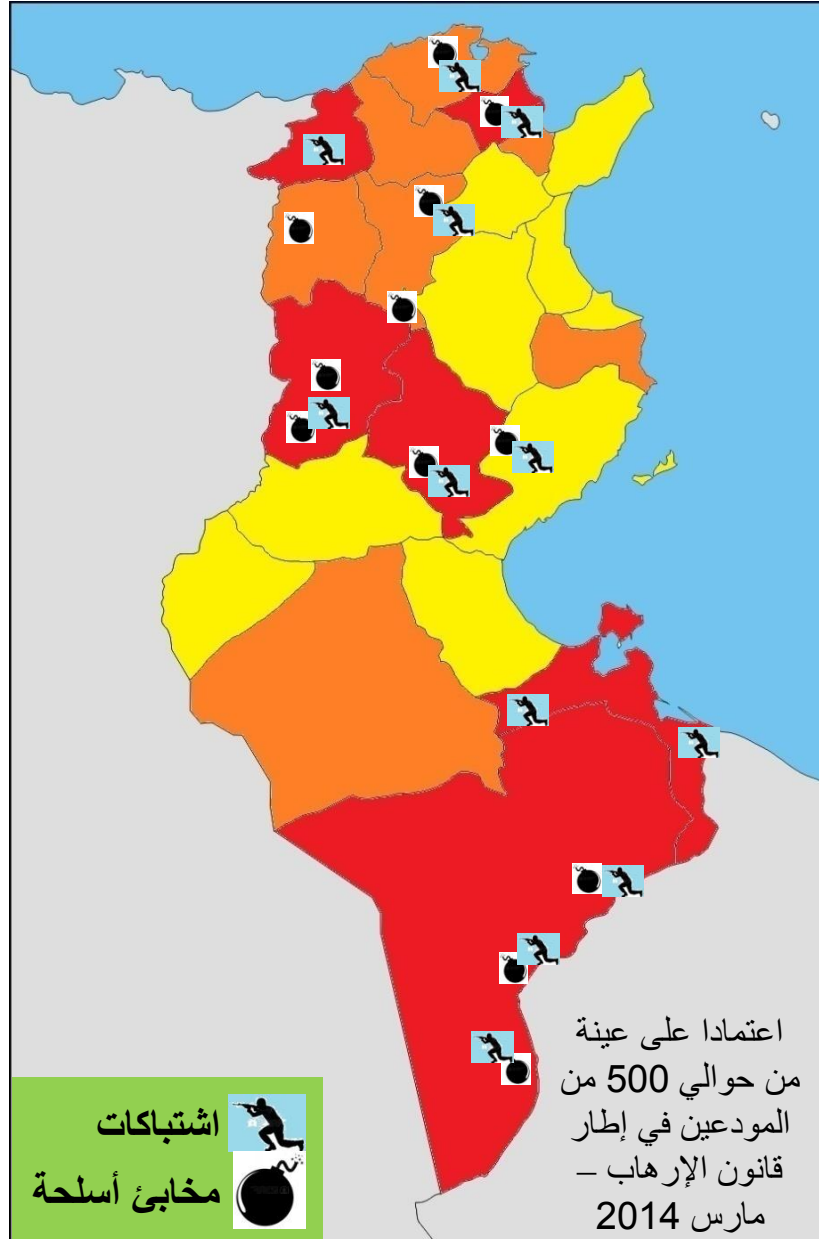 اعتمادا على عينة
من حوالي 500 من
المودعين في إطار
قانون الإرهاب –
مارس 2014
اشتباكات
مخابئ أسلحة